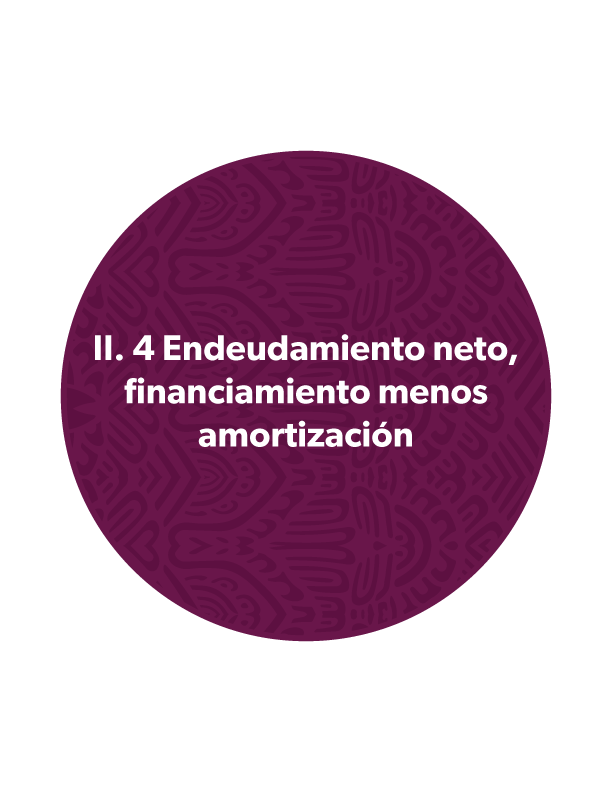 II. 4 Endeudamiento neto,
financiamiento menos
amortización